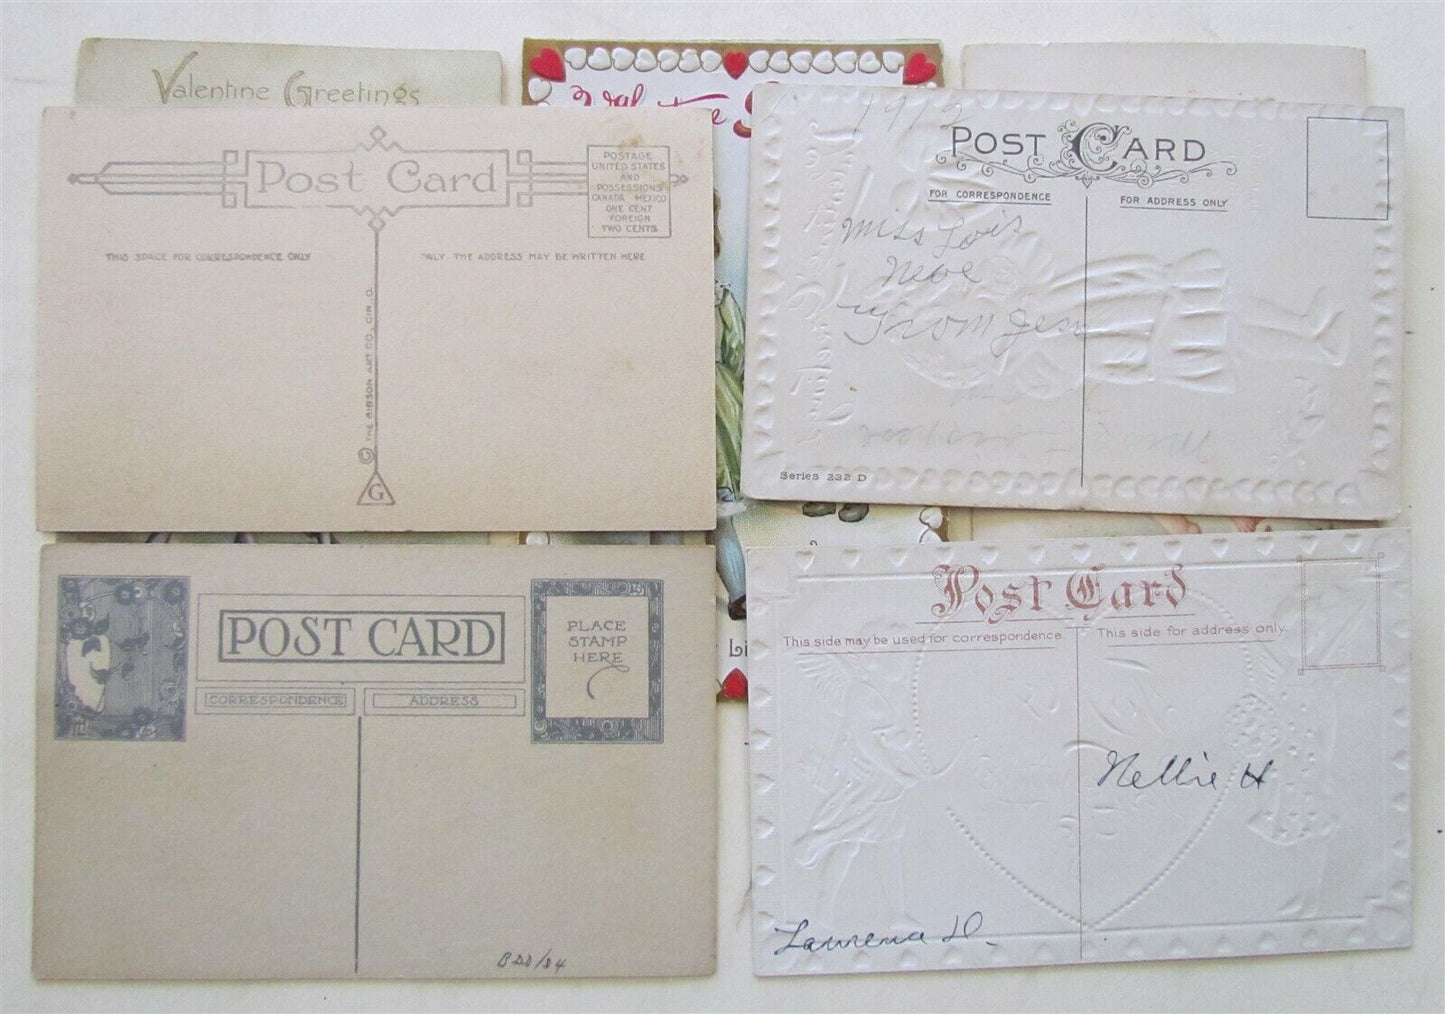 Valentine Greetings
Post Card
POSTAGE
UNITED STATES
AND
POSSESSIONS
CANADA MEXICO
ONE CENT
FOREIGN
TWO CENTS
THIS SPACE FOR CORRESPONDENCE ONLY
ONLY THE ADDRESS MAY BE WRITTEN HERE
© THE GIBSON ART CO., CIN. O.
G
1912
POST CARD
FOR CORRESPONDENCE
FOR ADDRESS ONLY
Miss Lois
From Jen
Series 232 D
POST CARD
CORRESPONDENCE
ADDRESS
PLACE
STAMP
HERE
Li
Post Card
This side may be used for correspondence.
This side for address only.
Nellie H
Laurena D.